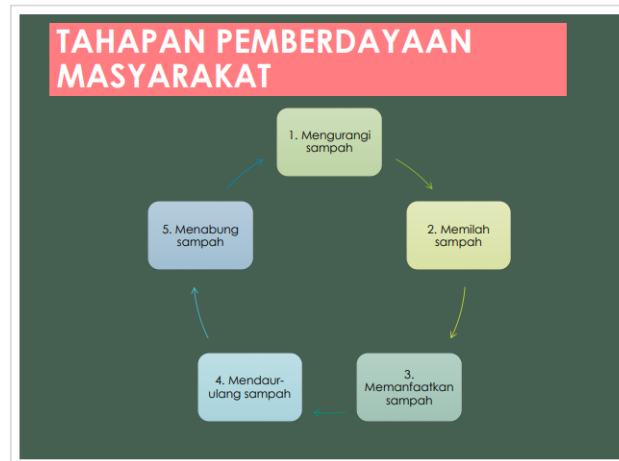 TAHAPAN PEMBERDAYAAN
MASYARAKAT
1. Mengurangi
sampah
2. Memilah
sampah
3.
Memanfaatkan
sampah
4. Mendaur-
ulang sampah
5. Menabung
sampah